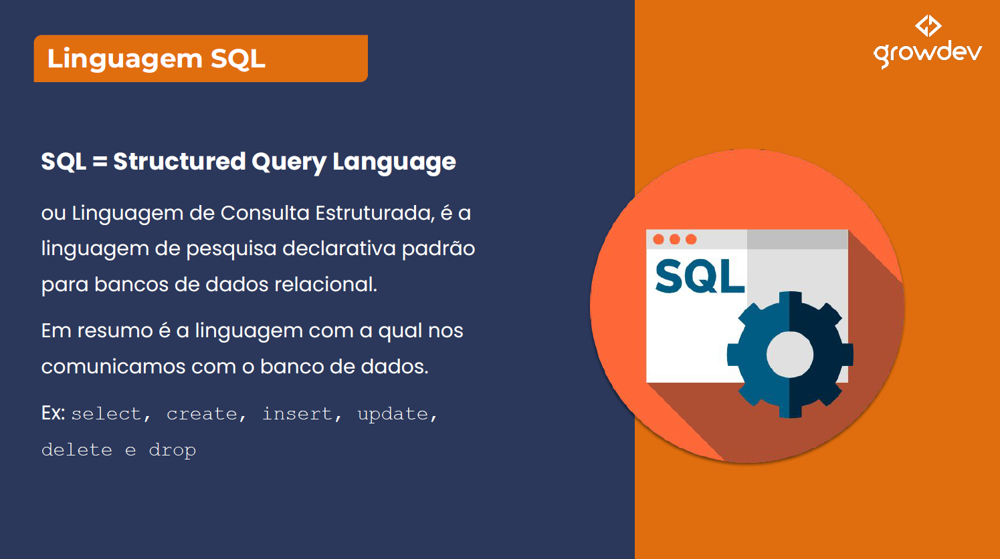 growdev
Linguagem SQL
SQL = Structured Query Language
ou Linguagem de Consulta Estruturada, é a
linguagem de pesquisa declarativa padrão
para bancos de dados relacional.
Em resumo é a linguagem com a qual nos
comunicamos com o banco de dados.
Ex: select, create, insert, update,
delete e drop
SQL